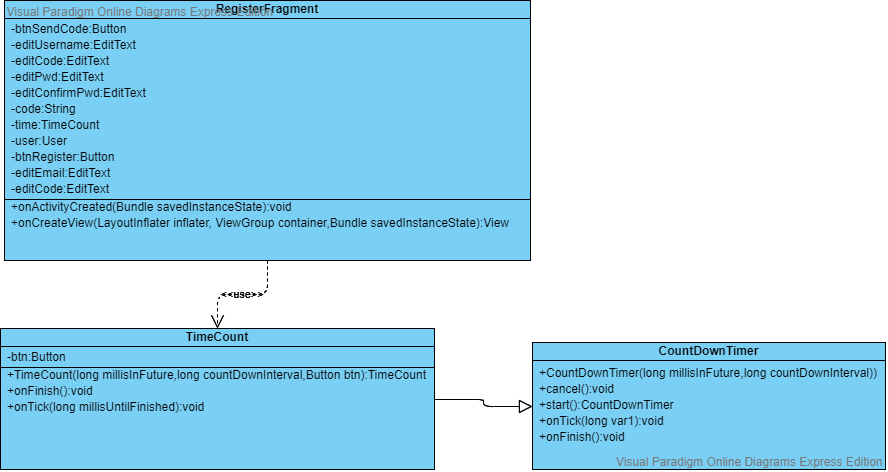 Visual Paradigm Online Diagrams Express Edition
RegisterFragment
-btnSendCode:Button
-editUsername:EditText
-editCode:EditText
-editPwd:EditText
-editConfirmPwd:EditText
-code:String
-time:TimeCount
-user:User
-btnRegister:Button
-editEmail:EditText
-editCode:EditText
+onActivityCreated(Bundle savedInstanceState):void
+onCreateView(LayoutInflater inflater, ViewGroup container,Bundle savedInstanceState):View
<<use>>
TimeCount
-btn:Button
+TimeCount(long millisInFuture,long countDownInterval,Button btn):TimeCount
+onFinish():void
+onTick(long millisUntilFinished):void
CountDownTimer
+CountDownTimer(long millisInFuture,long countDownInterval))
+cancel():void
+start():CountDownTimer
+onTick(long var1):void
+onFinish():void
Visual Paradigm Online Diagrams Express Edition